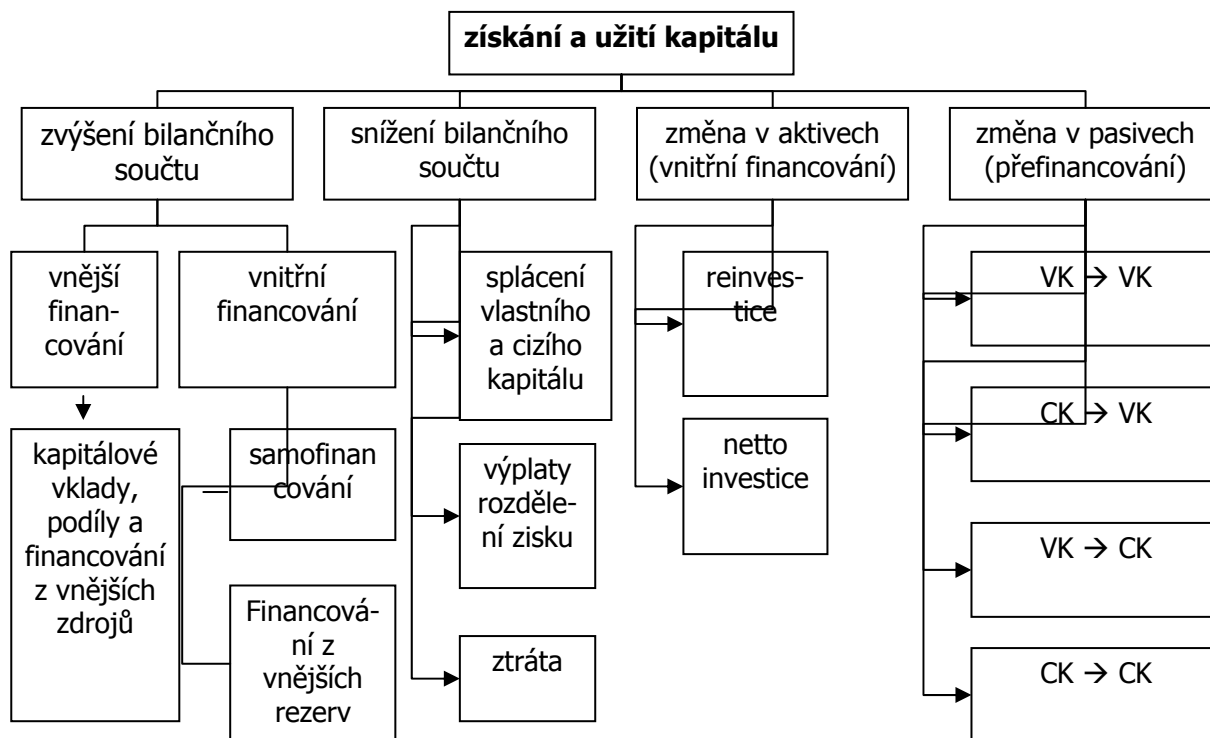 získání a užití kapitálu
zvýšení bilančního
součtu
snížení bilančního
součtu
změna v aktivech
(vnitřní financování)
změna v pasivech
(přefinancování)
vnější
finan-
cování
vnitřní
financování
splácení
vlastního
a cizího
kapitálu
reinves-
tice
VK → VK
kapitálové
vklady,
podíly a
financování
z vnějších
zdrojů
samofinan
cování
výplaty
rozděle-
ní zisku
netto
investice
CK → VK
VK → CK
Financová-
ní z
vnějších
rezerv
ztráta
CK → CK